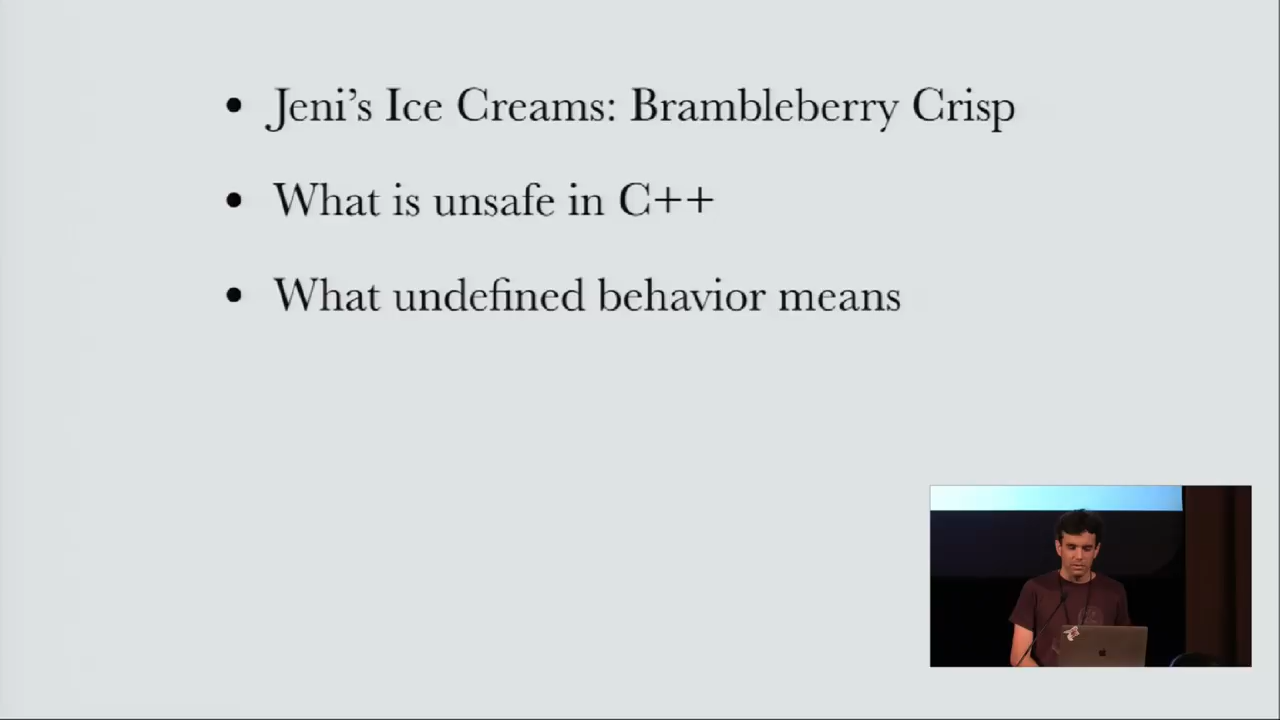 • Jeni’s Ice Creams: Brambleberry Crisp
• What is unsafe in C++
• What undefined behavior means